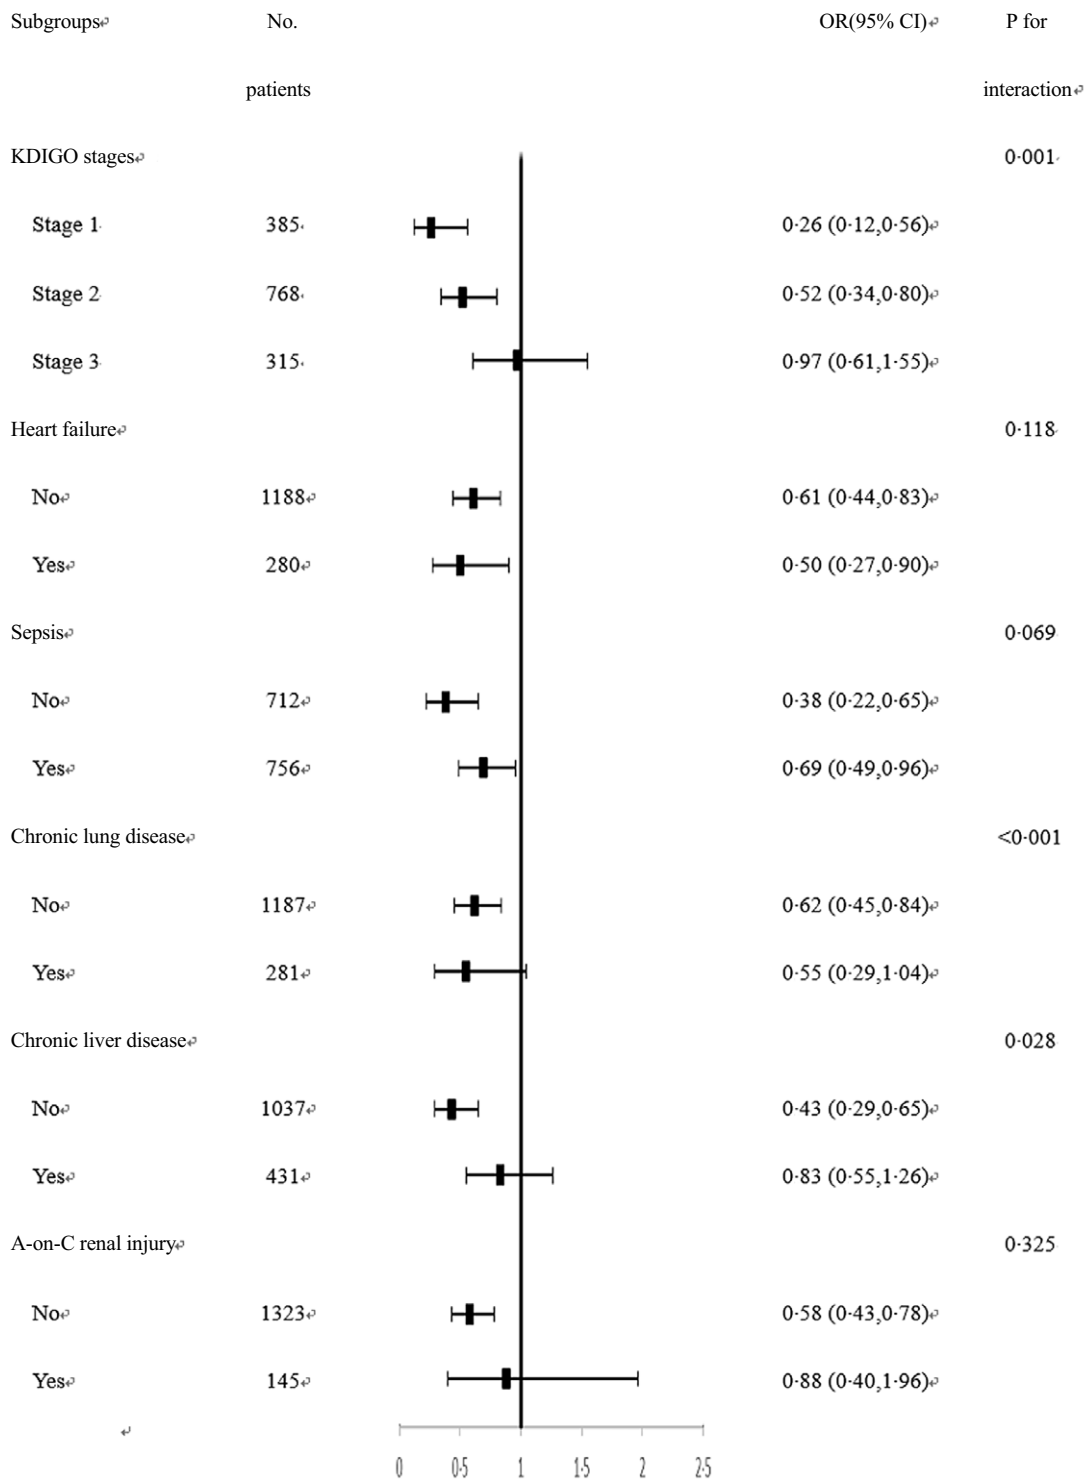 Subgroups No. OR(95% CI) P for
patients interaction
KDIGO stages 0·001
Stage 1 385 0·26 (0·12,0·56)
Stage 2 768 0·52 (0·34,0·80)
Stage 3 315 0·97 (0·61,1·55)
Heart failure 0·118
No 1188 0·61 (0·44,0·83)
Yes 280 0·50 (0·27,0·90)
Sepsis 0·069
No 712 0·38 (0·22,0·65)
Yes 756 0·69 (0·49,0·96)
Chronic lung disease <0·001
No 1187 0·62 (0·45,0·84)
Yes 281 0·55 (0·29,1·04)
Chronic liver disease 0·028
No 1037 0·43 (0·29,0·65)
Yes 431 0·83 (0·55,1·26)
A-on-C renal injury 0·325
No 1323 0·58 (0·43,0·78)
Yes 145 0·88 (0·40,1·96)
0 0·5 1 1·5 2 2·5